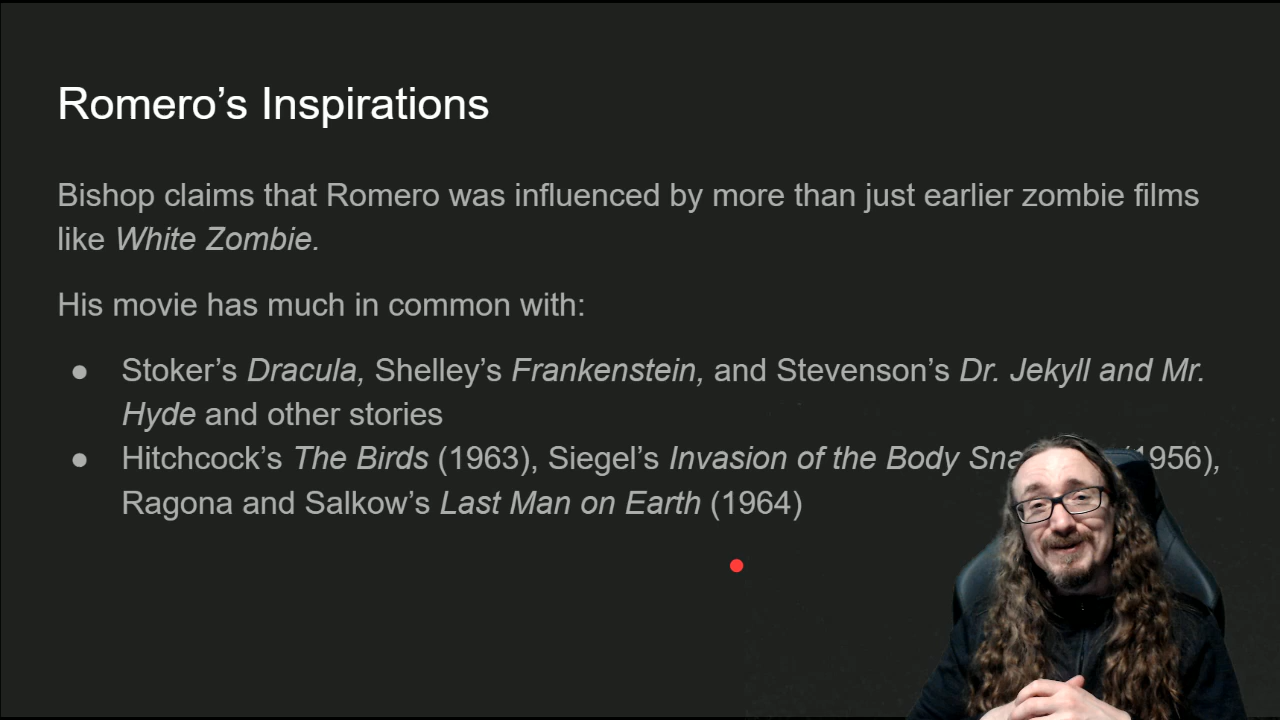 Romero’s Inspirations
Bishop claims that Romero was influenced by more than just earlier zombie films
like White Zombie.
His movie has much in common with:
● Stoker’s Dracula, Shelley’s Frankenstein, and Stevenson’s Dr. Jekyll and Mr.
Hyde and other stories
● Hitchcock’s The Birds (1963), Siegel’s Invasion of the Body 1956),
Ragona and Salkow’s Last Man on Earth (1964)